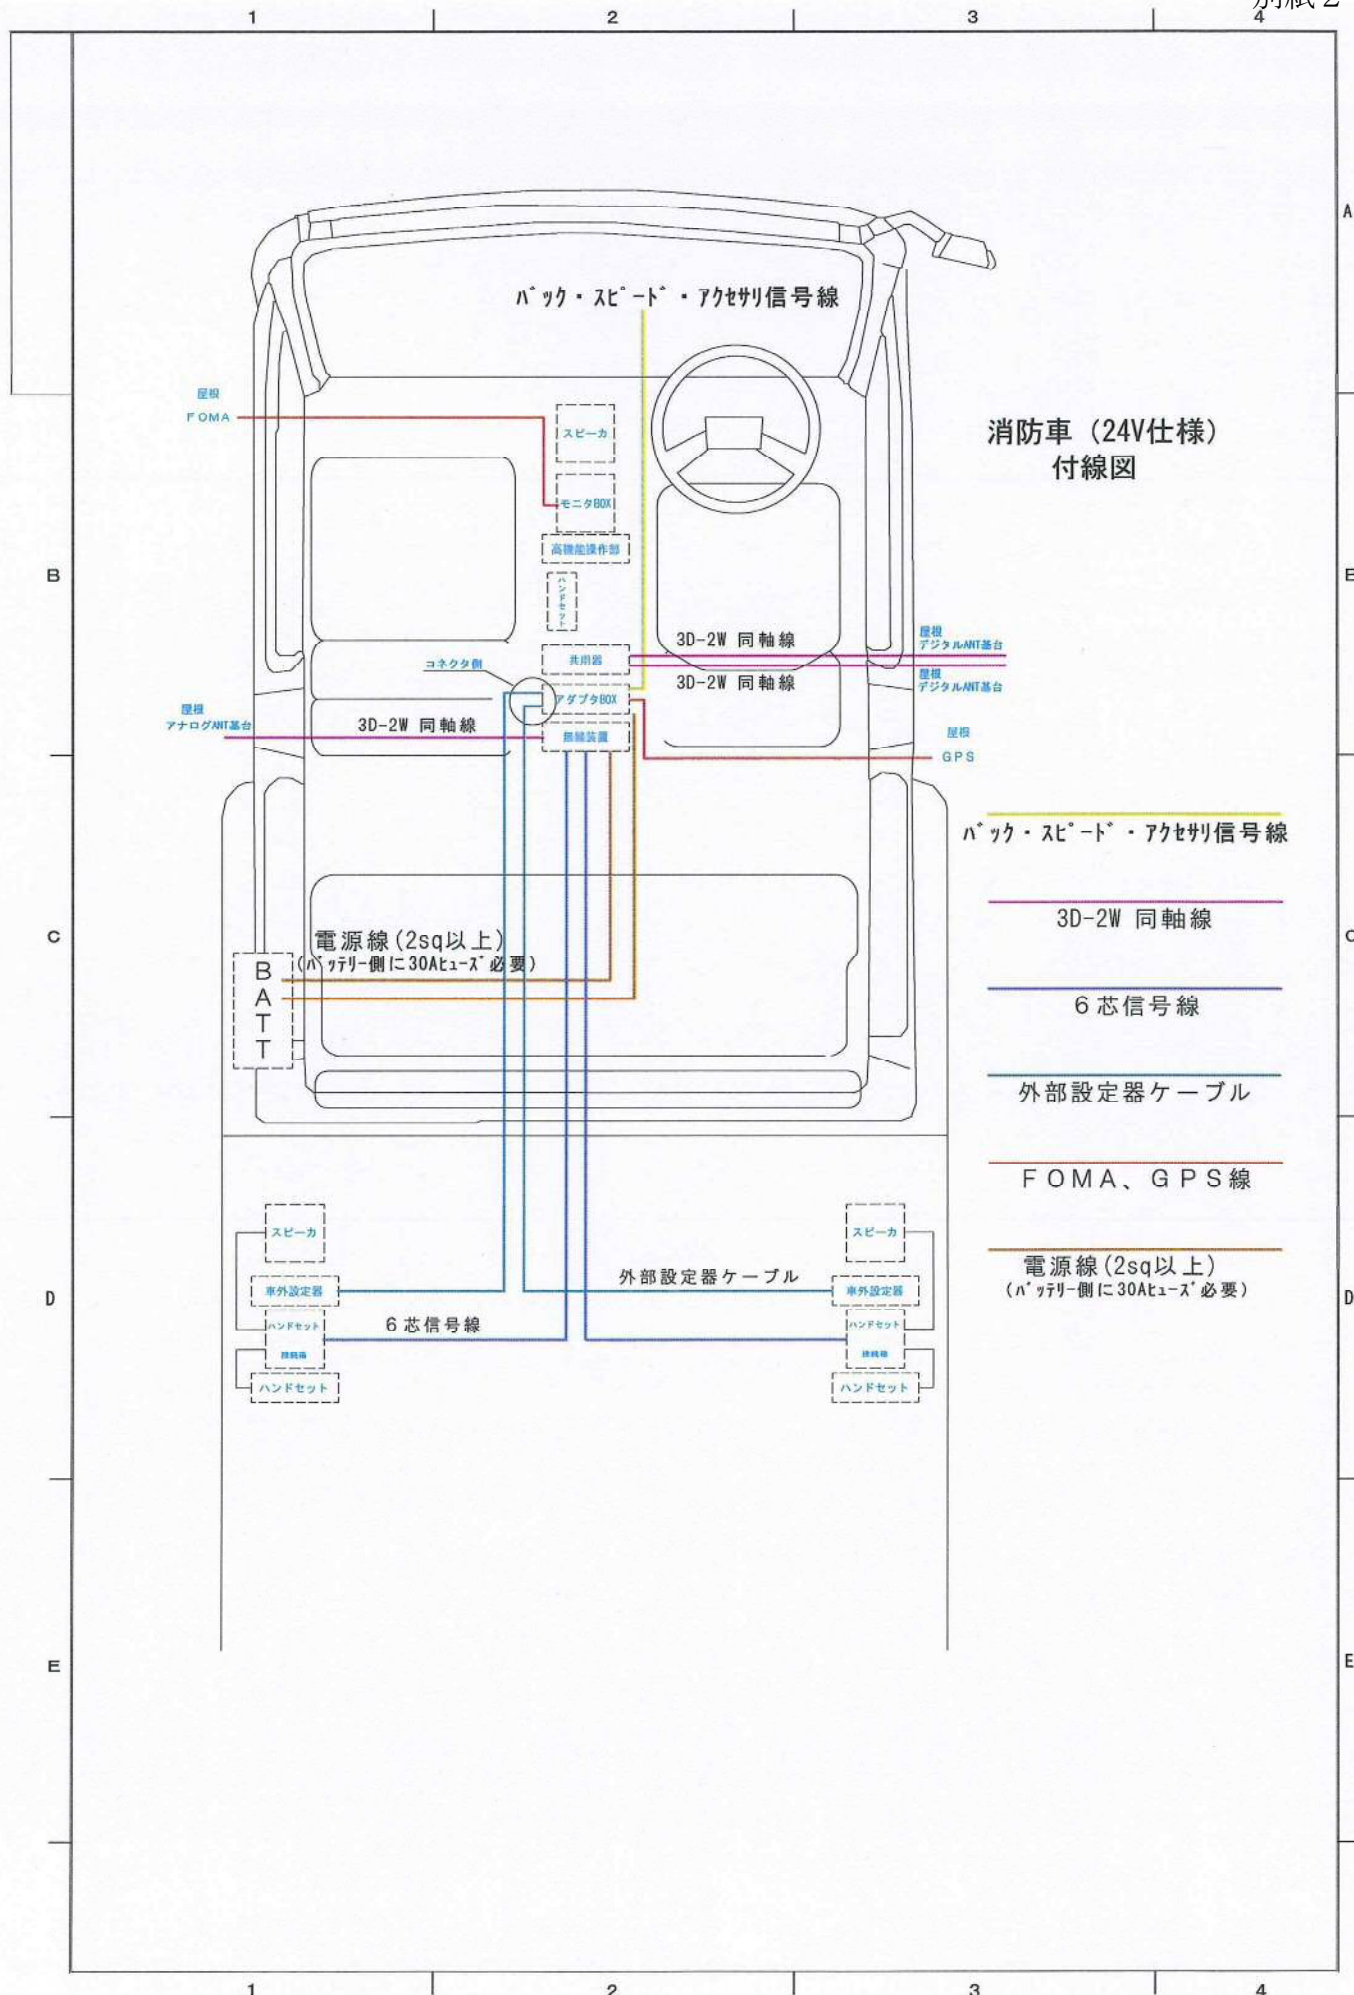 別紙2
1 2 3 4
A
バック・スピード・アクセサリ信号線
屋根
FOMA
スピーカ
消防車（24V仕様）
付線図
モニタBOX
高機能操作部
B
B
ハンドセット
3D-2W 同軸線
屋根
デジタルANT基台
共用器
コネクタ側
3D-2W 同軸線
屋根
デジタルANT基台
アダプタBOX
屋根
アナログANT基台
3D-2W 同軸線
無線装置
屋根
GPS
バック・スピード・アクセサリ信号線
3D-2W 同軸線
C
C
電源線(2sq以上)
(バッテリー側に30Aヒューズ必要)
BATT
6芯信号線
外部設定器ケーブル
FOMA、GPS線
スピーカ
スピーカ
電源線(2sq以上)
(バッテリー側に30Aヒューズ必要)
外部設定器ケーブル
車外設定器
車外設定器
D
D
6芯信号線
ハンドセット
接続箱
ハンドセット
接続箱
ハンドセット
ハンドセット
E
E
1 2 3 4